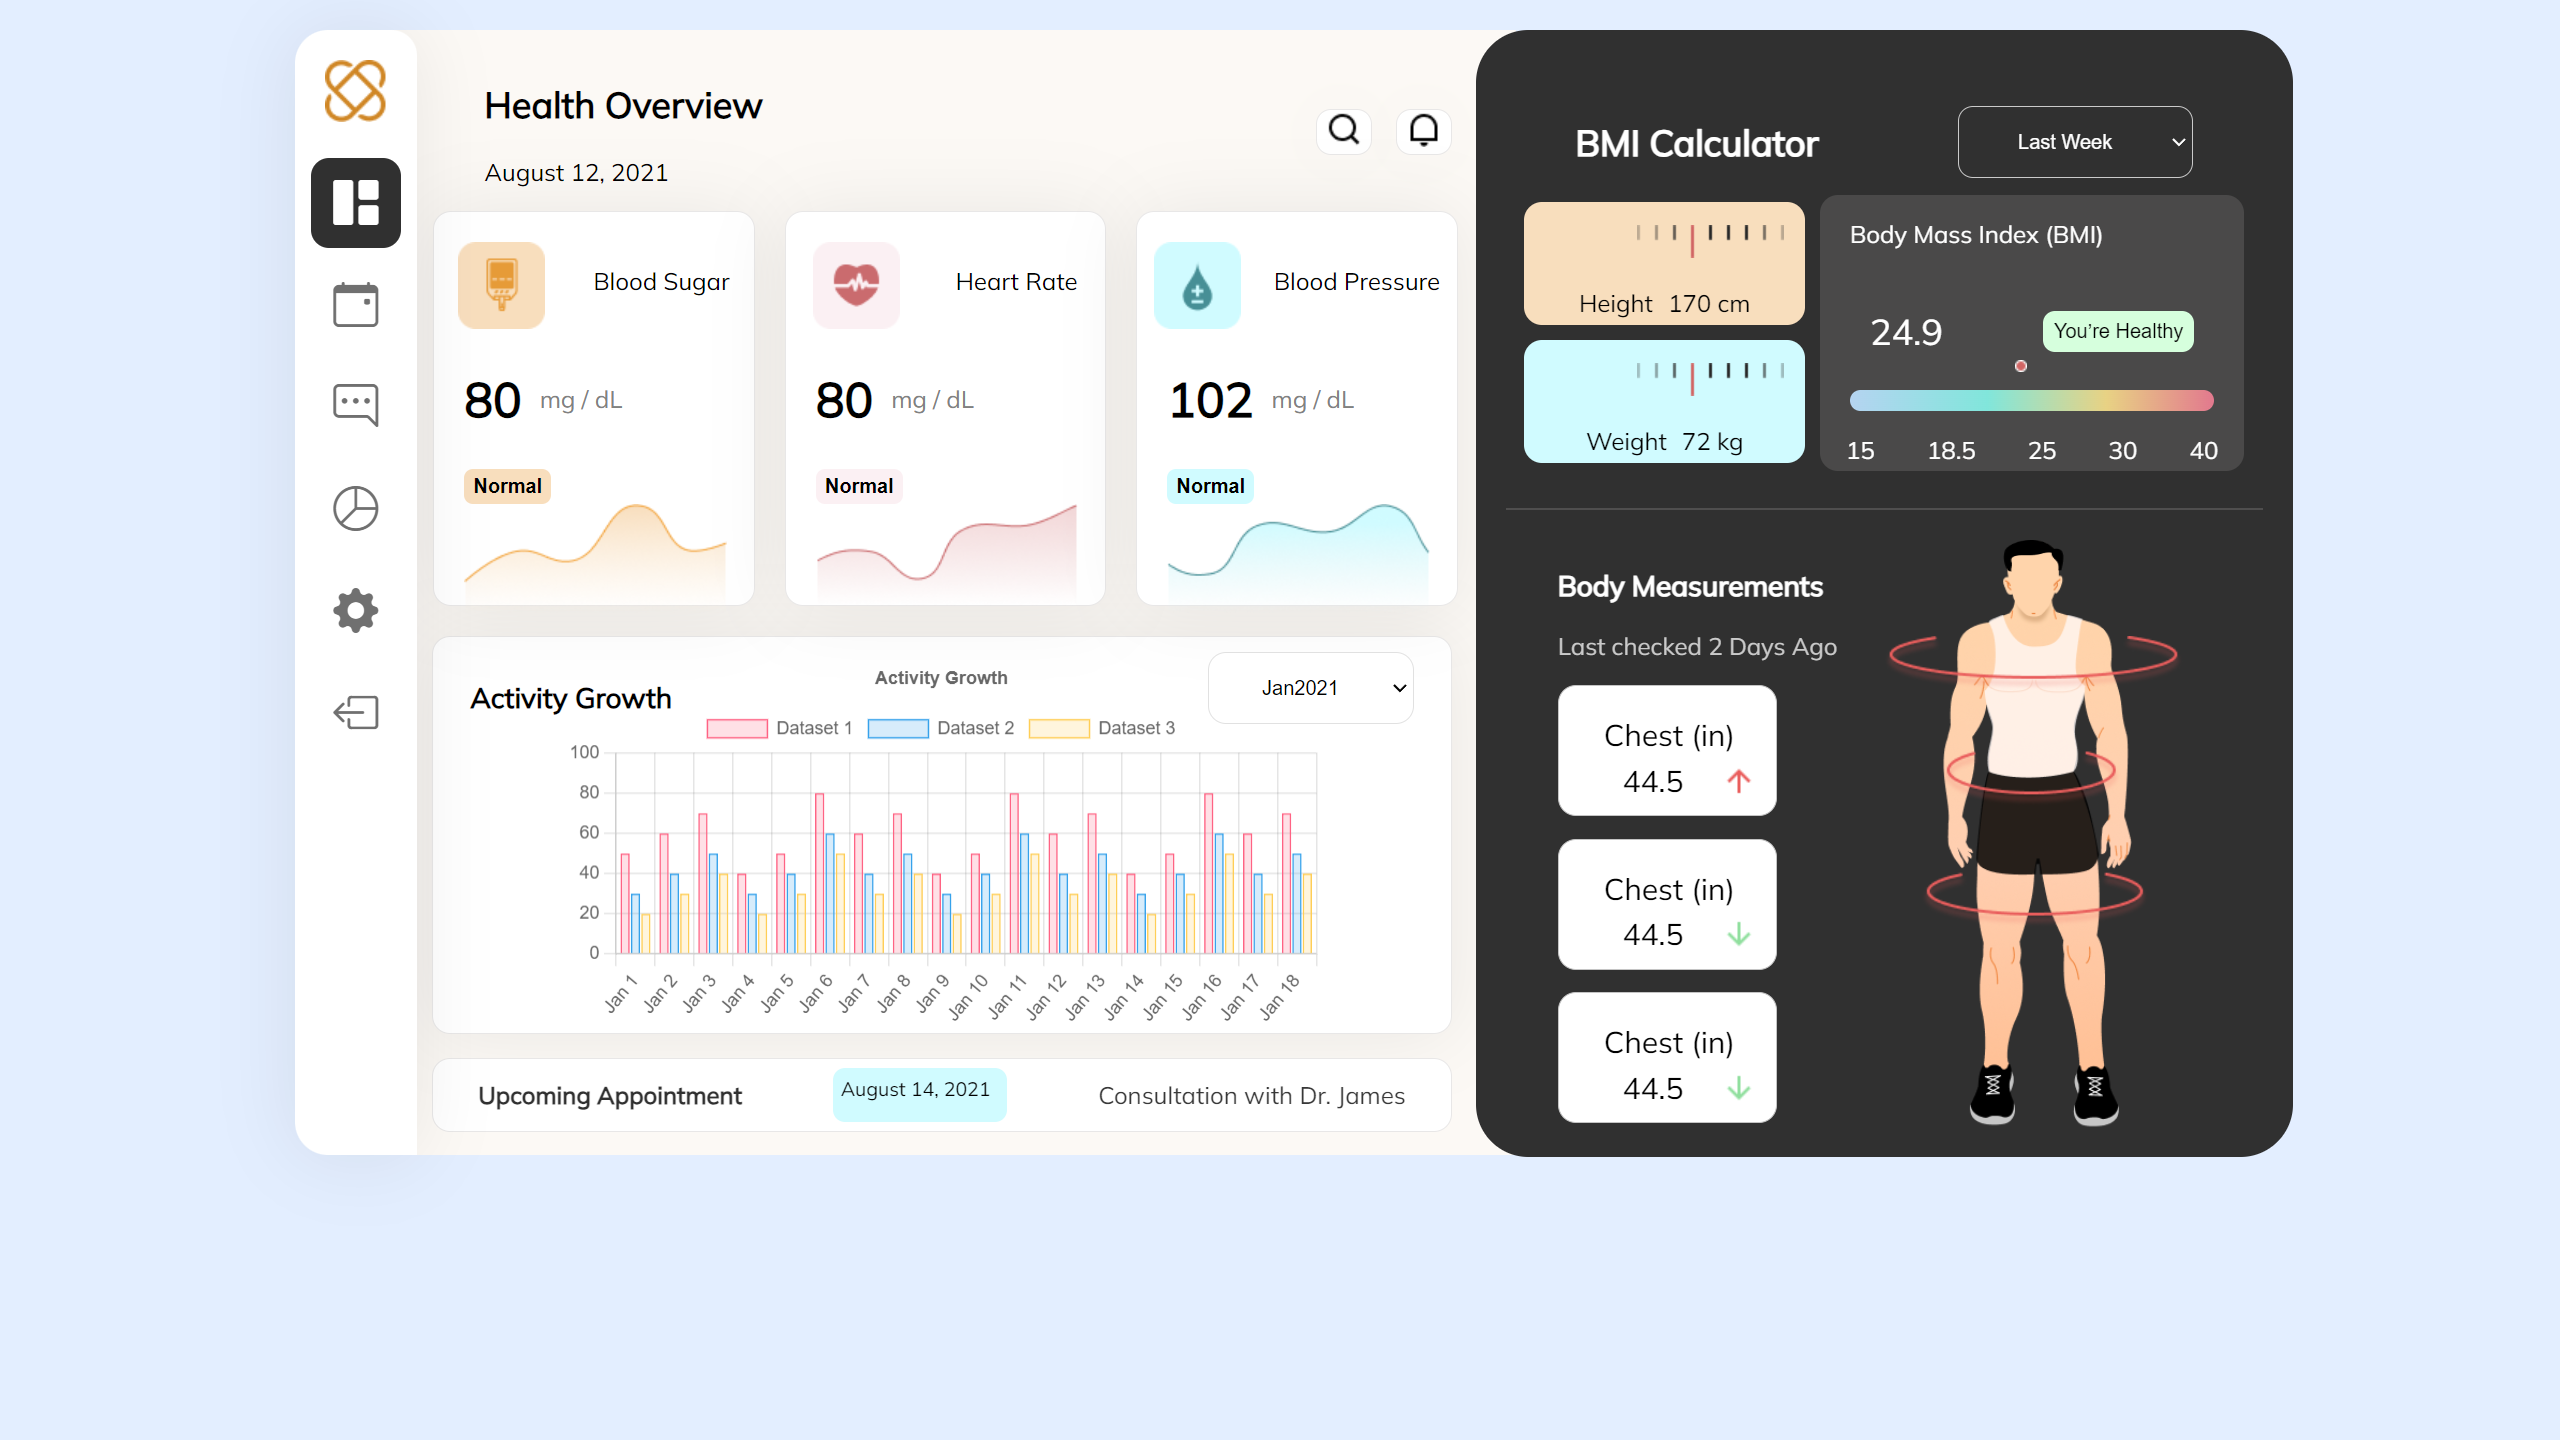 Health Overview
August 12, 2021
Blood Sugar
80 mg / dL
Normal
Heart Rate
80 mg / dL
Normal
Blood Pressure
102 mg / dL
Normal
Activity Growth
Activity Growth
Jan2021
Dataset 1 Dataset 2 Dataset 3
100
80
60
40
20
0
Jan 1 Jan 2 Jan 3 Jan 4 Jan 5 Jan 6 Jan 7 Jan 8 Jan 9 Jan 10 Jan 11 Jan 12 Jan 13 Jan 14 Jan 15 Jan 16 Jan 17 Jan 18
Upcoming Appointment August 14, 2021 Consultation with Dr. James
BMI Calculator
Last Week
Height 170 cm
Weight 72 kg
Body Mass Index (BMI)
24.9
You’re Healthy
15 18.5 25 30 40
Body Measurements
Last checked 2 Days Ago
Chest (in)
44.5
Chest (in)
44.5
Chest (in)
44.5